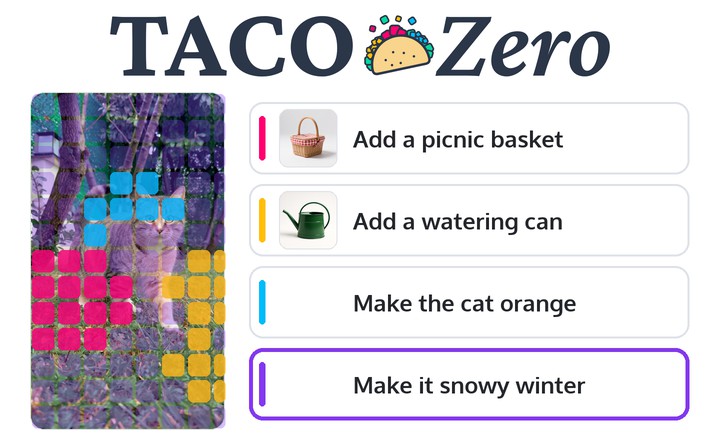 TACO Zero
Add a picnic basket
Add a watering can
Make the cat orange
Make it snowy winter